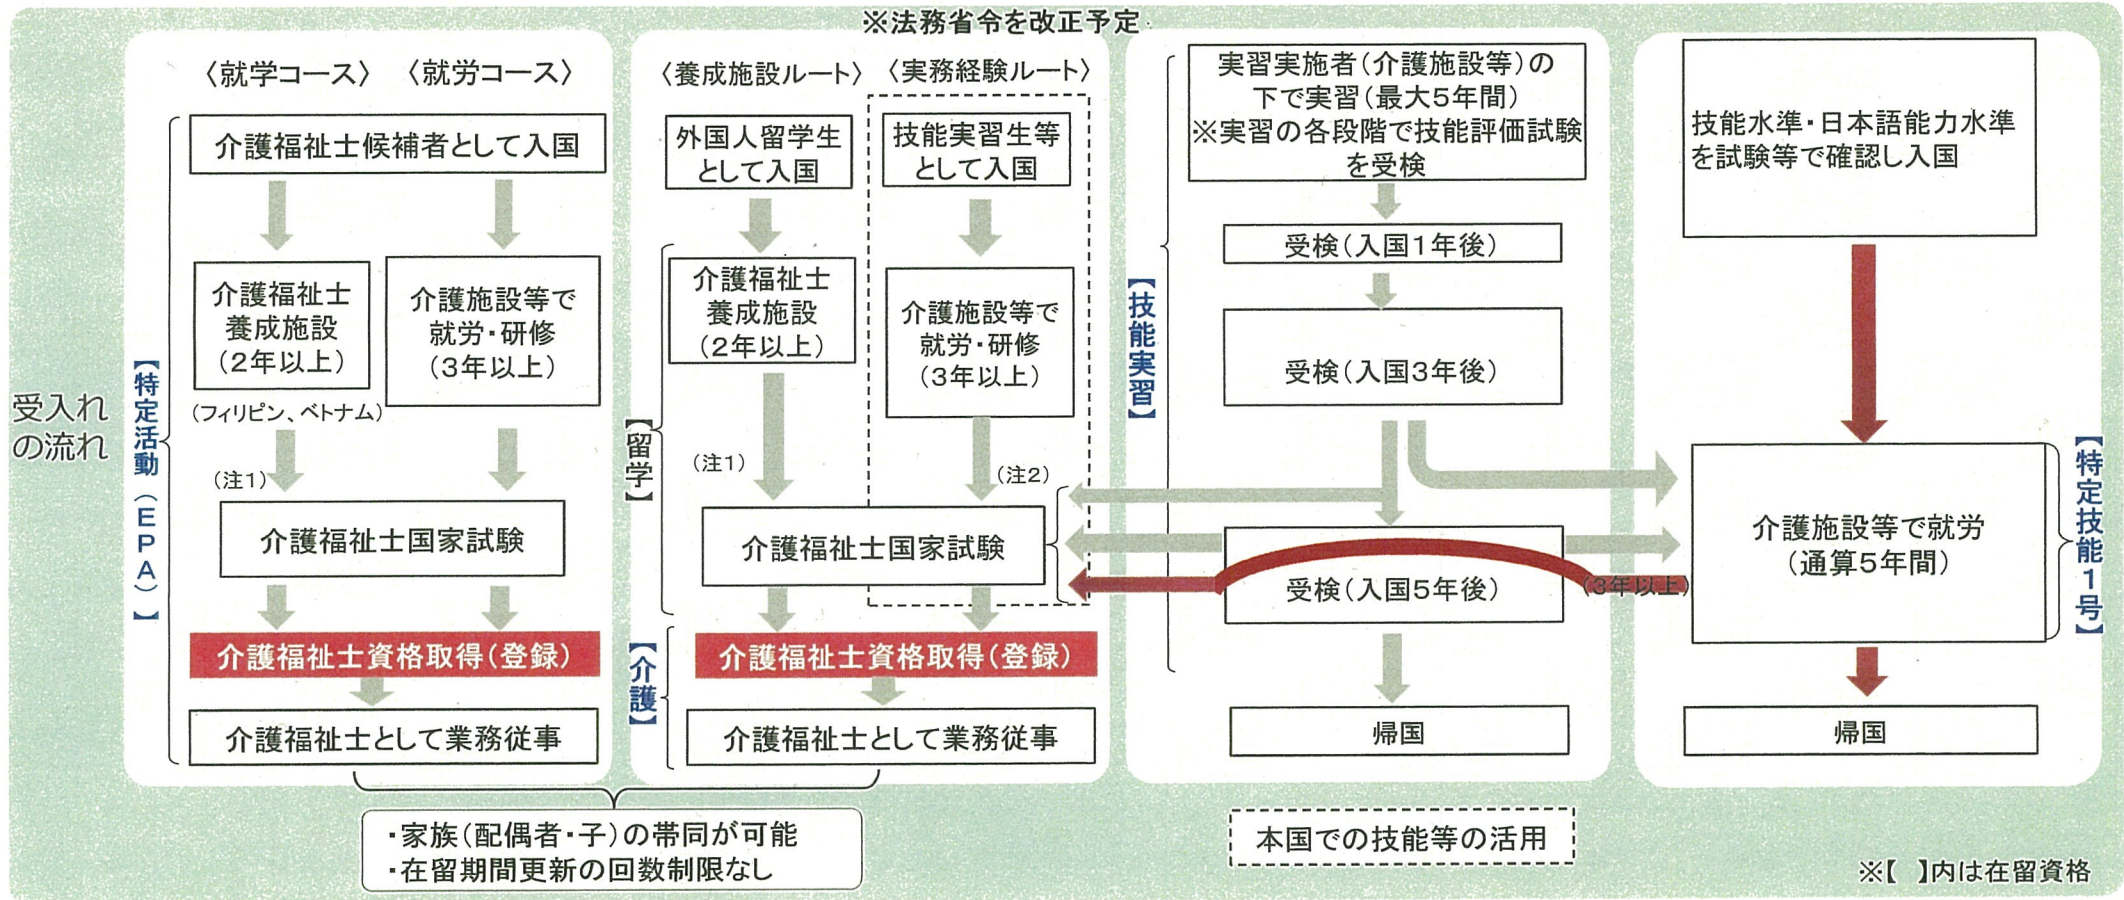 ※法務省令を改正予定
受入れ
の流れ
〈就学コース〉 〈就労コース〉
介護福祉士候補者として入国
介護福祉士
養成施設
(2年以上)
(フィリピン、ベトナム)
介護施設等で
就労・研修
(3年以上)
(注1)
介護福祉士国家試験
介護福祉士資格取得(登録)
介護福祉士として業務従事
【特定活動(EPA)】
〈養成施設ルート〉 〈実務経験ルート〉
外国人留学生
として入国
技能実習生等
として入国
介護福祉士
養成施設
(2年以上)
介護施設等で
就労・研修
(3年以上)
【留学】
(注1)
(注2)
介護福祉士国家試験
介護福祉士資格取得(登録)
【介護】
介護福祉士として業務従事
・家族(配偶者・子)の帯同が可能
・在留期間更新の回数制限なし
実習実施者(介護施設等)の
下で実習(最大5年間)
※実習の各段階で技能評価試験
を受検
受検(入国1年後)
【技能実習】
受検(入国3年後)
受検(入国5年後)
帰国
本国での技能等の活用
技能水準・日本語能力水準
を試験等で確認し入国
介護施設等で就労
(通算5年間)
(3年以上)
【特定技能1号】
帰国
※【 】内は在留資格